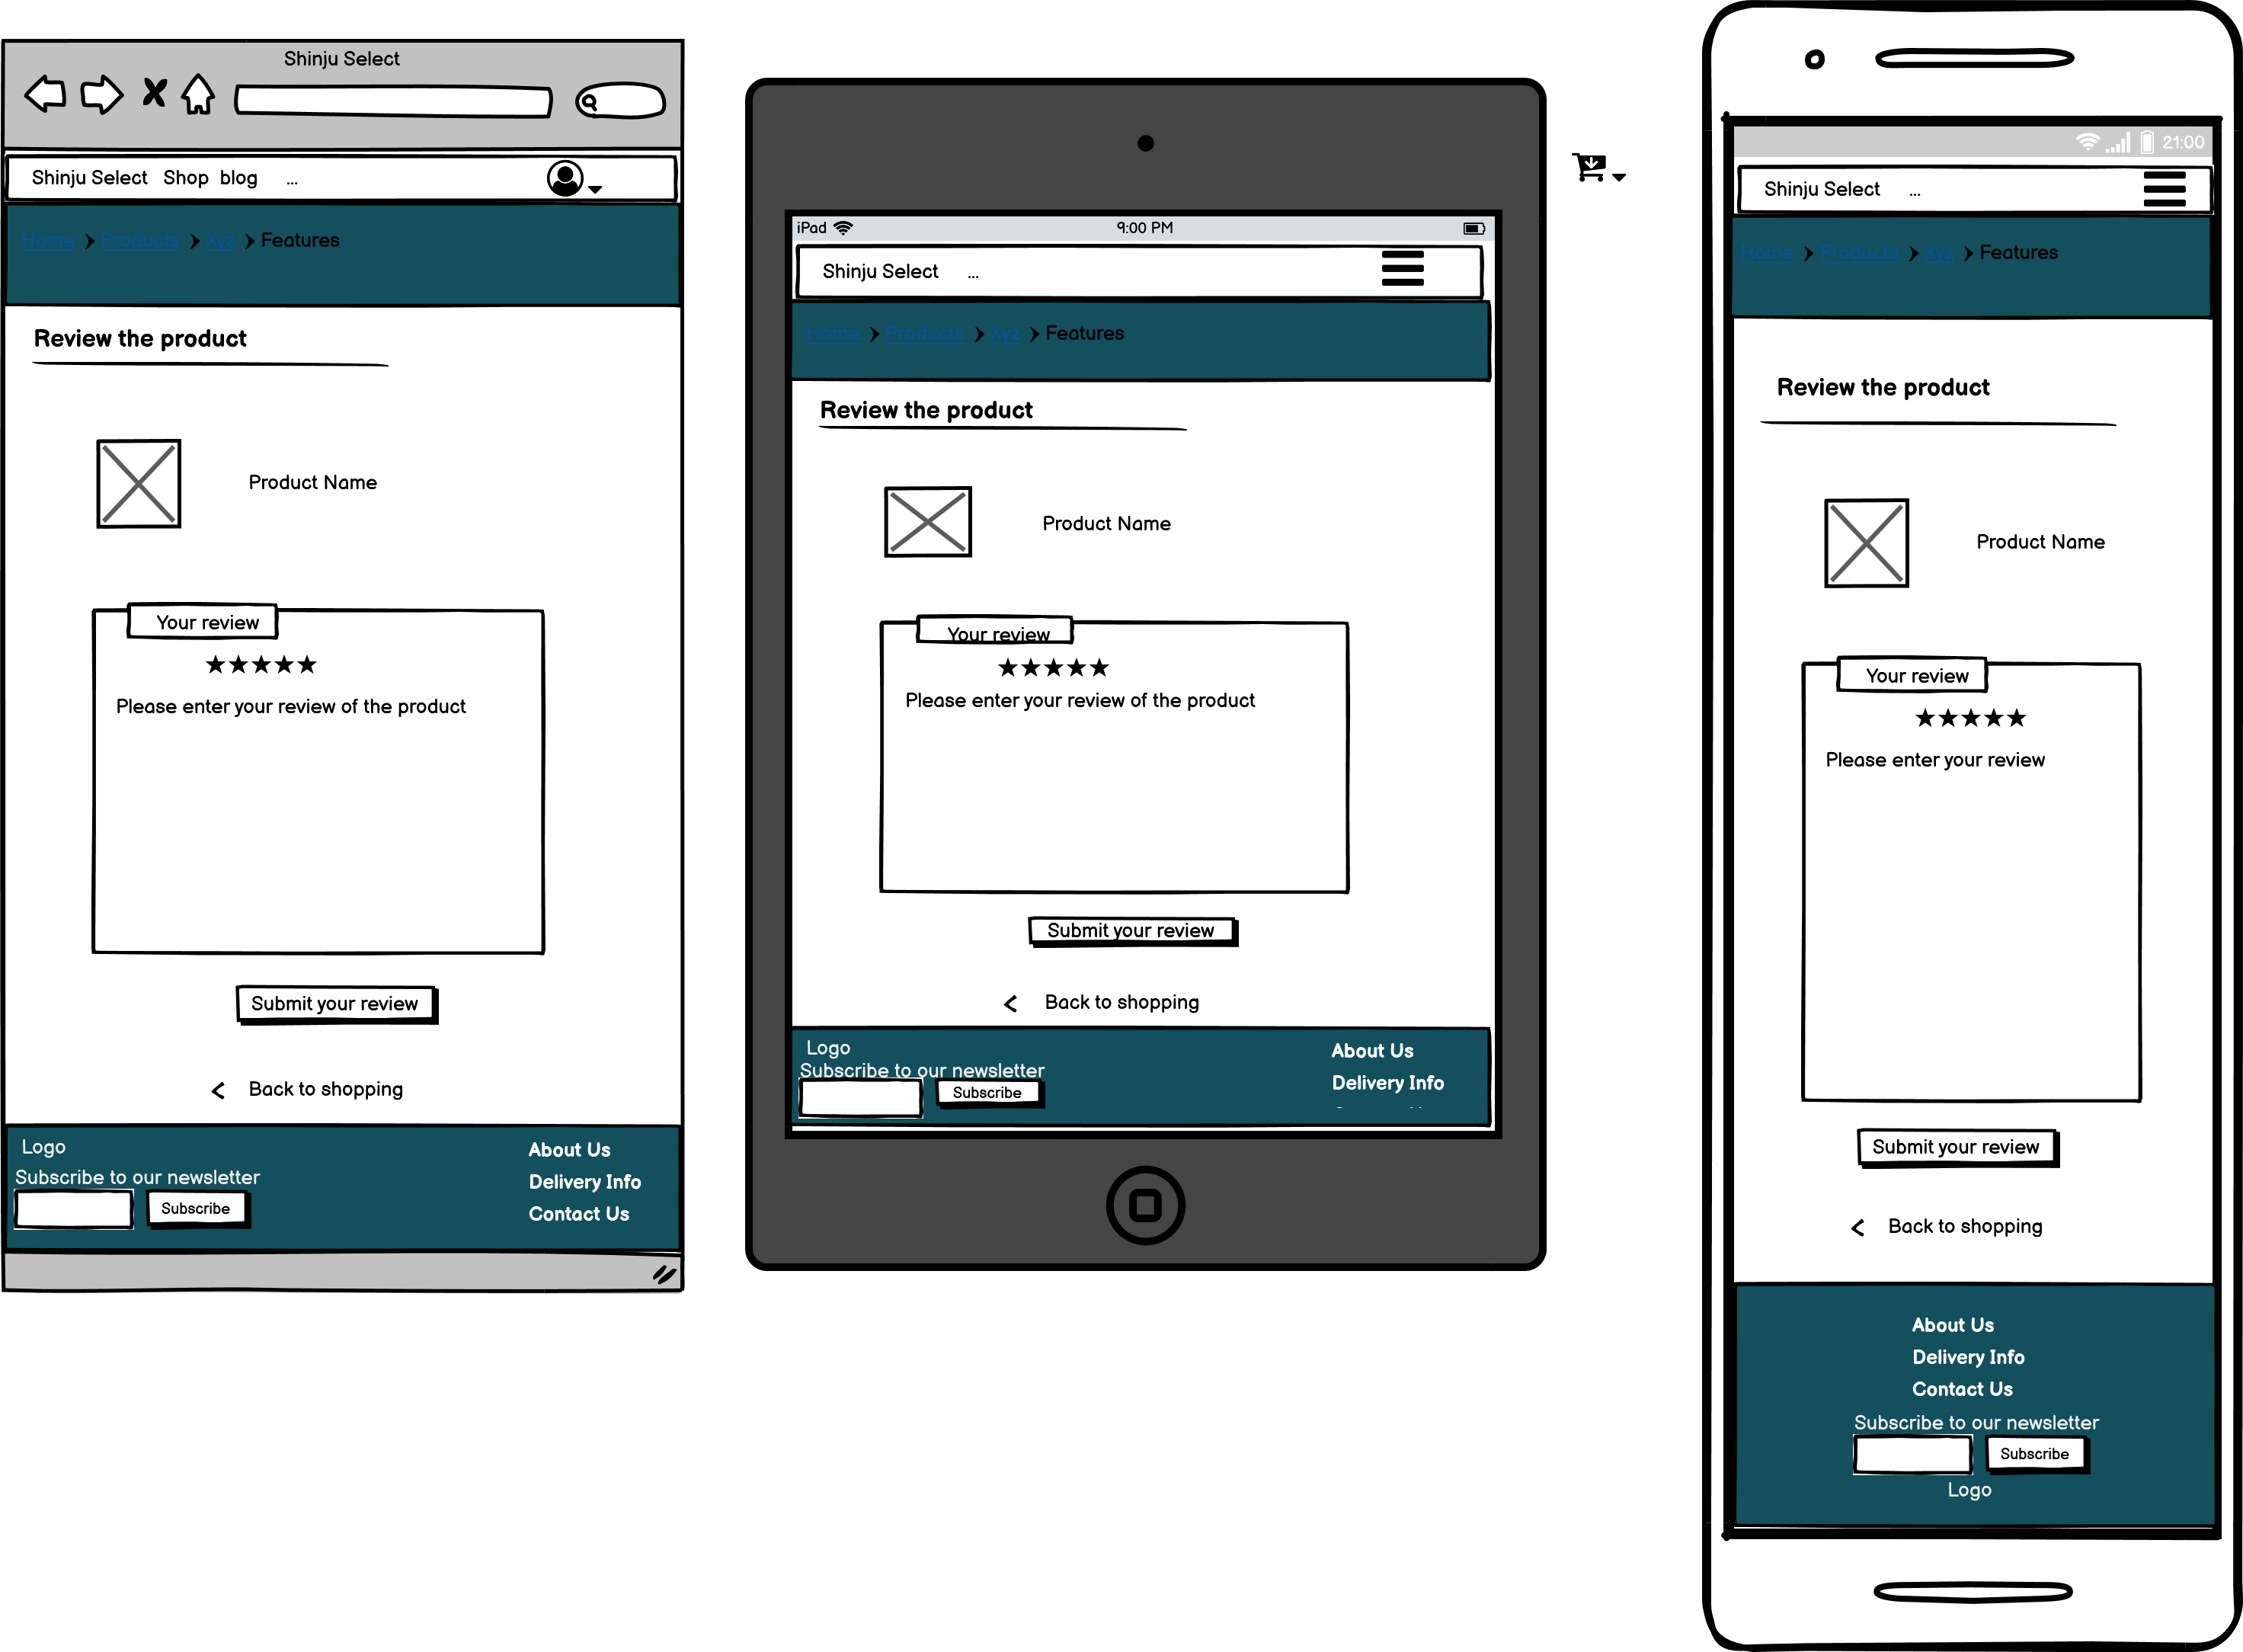 Shinju Select
Shinju Select Shop blog ...
Home Products Xyz Features
Review the product
Product Name
Your review
Please enter your review of the product
Submit your review
Back to shopping
Logo
Subscribe to our newsletter
Subscribe
About Us
Delivery Info
Contact Us
iPad 9:00 PM
Shinju Select ...
Home Products Xyz Features
Review the product
Product Name
Your review
Please enter your review of the product
Submit your review
Back to shopping
Logo
Subscribe to our newsletter
Subscribe
About Us
Delivery Info
21:00
Shinju Select ...
Home Products Xyz Features
Review the product
Product Name
Your review
Please enter your review
Submit your review
Back to shopping
About Us
Delivery Info
Contact Us
Subscribe to our newsletter
Subscribe
Logo